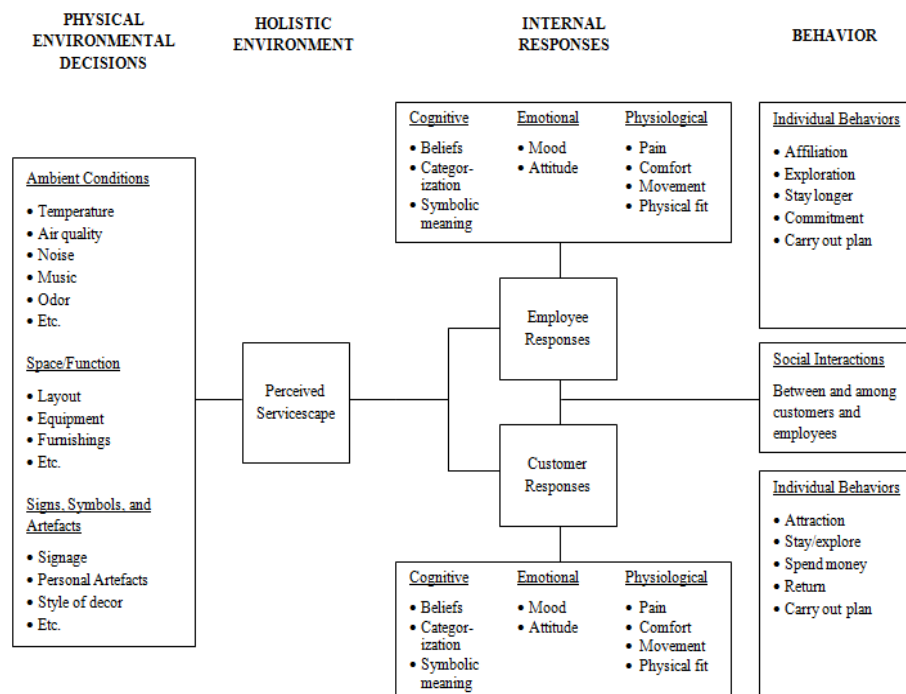 PHYSICAL
ENVIRONMENTAL
DECISIONS
HOLISTIC
ENVIRONMENT
INTERNAL
RESPONSES
BEHAVIOR
Ambient Conditions
• Temperature
• Air quality
• Noise
• Music
• Odor
• Etc.
Space/Function
• Layout
• Equipment
• Furnishings
• Etc.
Signs, Symbols, and
Artefacts
• Signage
• Personal Artefacts
• Style of decor
• Etc.
Perceived
Servicescape
Cognitive
• Beliefs
• Categor-
ization
• Symbolic
meaning
Emotional
• Mood
• Attitude
Physiological
• Pain
• Comfort
• Movement
• Physical fit
Employee
Responses
Customer
Responses
Cognitive
• Beliefs
• Categor-
ization
• Symbolic
meaning
Emotional
• Mood
• Attitude
Physiological
• Pain
• Comfort
• Movement
• Physical fit
Individual Behaviors
• Affiliation
• Exploration
• Stay longer
• Commitment
• Carry out plan
Social Interactions
Between and among
customers and
employees
Individual Behaviors
• Attraction
• Stay/explore
• Spend money
• Return
• Carry out plan